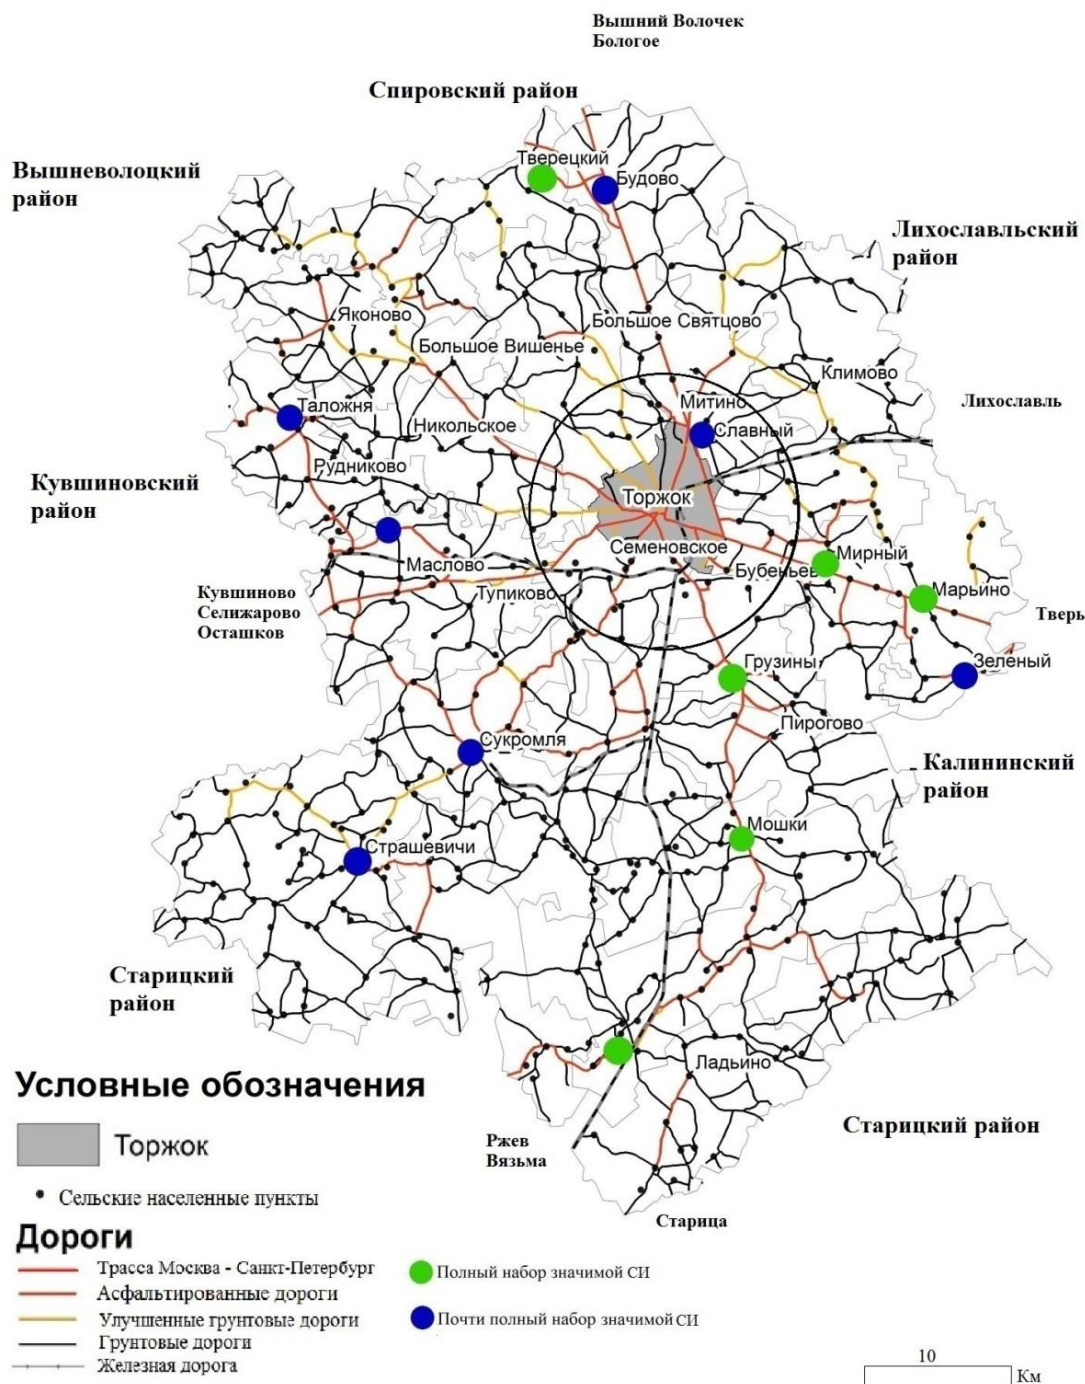 Вышний Волочек
Бологое
Спировский район
Вышневолоцкий
район
Тверецкий
Будово
Лихославльский
район
Яконово
Большое Святцово
Большое Вишенье
Климово
Таложня
Митино
Лихославль
Никольское
Славный
Рудниково
Кувшиновский
район
Торжок
Семеновское
Мирный
Маслово
Бубеньев
Кувшиново
Селижарово
Осташков
Тупиково
Марьино
Тверь
Грузины
Зеленый
Пирогово
Сукромля
Калининский
район
Мошки
Страшевичи
Старицкий
район
Ладьино
Условные обозначения
Торжок
Старицкий район
Ржев
Вязьма
Сельские населенные пункты
Старица
Дороги
Трасса Москва - Санкт-Петербург
Полный набор значимой СИ
Асфальтированные дороги
Улучшенные грунтовые дороги
Почти полный набор значимой СИ
Грунтовые дороги
Железная дорога
10
Км